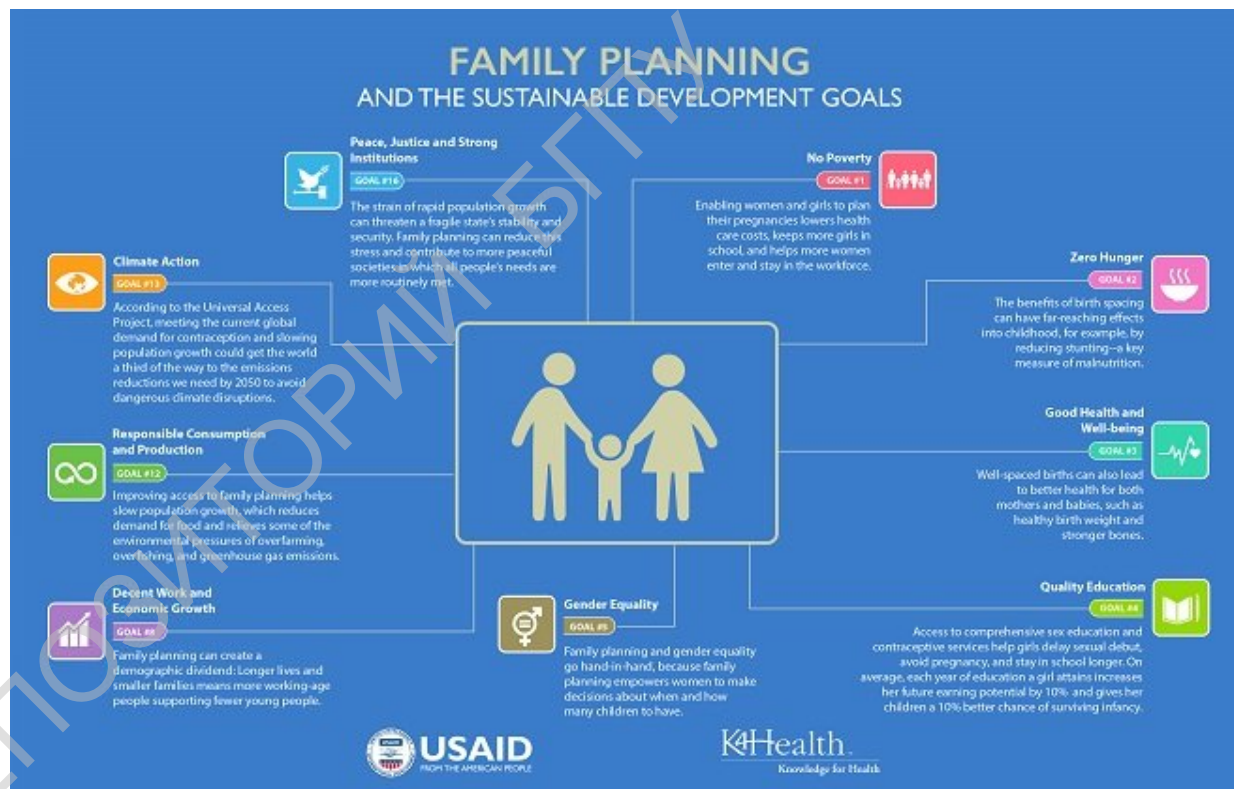 FAMILY PLANNING
AND THE SUSTAINABLE DEVELOPMENT GOALS
Peace, Justice and Strong
Institutions
GOAL #16
The strain of rapid population growth
can threaten a fragile state's stability and
security. Family planning can reduce this
stress and contribute to more peaceful
societies in which all people's needs are
more routinely met.
No Poverty
GOAL #1
Enabling women and girls to plan
their pregnancies lowers health
care costs, keeps more girls in
school, and helps more women
enter and stay in the workforce.
Climate Action
GOAL #13
According to the Universal Access
Project, meeting the current global
demand for contraception and slowing
population growth could get the world
a third of the way to the emissions
reductions we need by 2050 to avoid
dangerous climate disruptions.
Zero Hunger
GOAL #2
The benefits of birth spacing
can have far-reaching effects
into childhood, for example, by
reducing stunting--a key
measure of malnutrition.
Responsible Consumption
and Production
GOAL #12
Improving access to family planning helps
slow population growth, which reduces
demand for food and relieves some of the
environmental pressures of overfarming,
overfishing, and greenhouse gas emissions.
Good Health and
Well-being
GOAL #3
Well-spaced births can also lead
to better health for both
mothers and babies, such as
healthy birth weight and
stronger bones.
Decent Work and
Economic Growth
GOAL #8
Family planning can create a
demographic dividend: Longer lives and
smaller families means more working-age
people supporting fewer young people.
Gender Equality
GOAL #5
Family planning and gender equality
go hand-in-hand, because family
planning empowers women to make
decisions about when and how
many children to have.
Quality Education
GOAL #4
Access to comprehensive sex education and
contraceptive services help girls delay sexual debut,
avoid pregnancy, and stay in school longer. On
average, each year of education a girl attains increases
her future earning potential by 10% and gives her
children a 10% better chance of surviving infancy.
USAID
FROM THE AMERICAN PEOPLE
K4Health
Knowledge for Health
ЕПОЗИТОРИЙ БГПУ